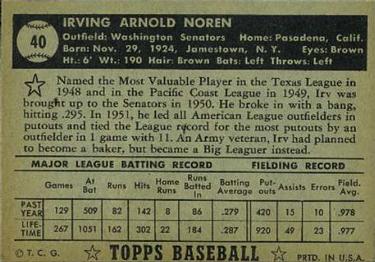 40
IRVING ARNOLD NOREN
Outfield: Washington Senators Home: Pasadena, Calif.
Born: Nov. 29, 1924, Jamestown, N. Y. Eyes: Brown
Ht.: 6' Wt.: 190 Hair: Brown Bats: Left Throws: Left
Named the Most Valuable Player in the Texas League in
1948 and in the Pacific Coast League in 1949, Irv was
brought up to the Senators in 1950. He broke in with a bang,
hitting .295. In 1951, he led all American League outfielders in
putouts and tied the League record for the most putouts by an
outfielder in 1 game with 11. An Army veteran, Irv had planned
to become a baker, but became a Big Leaguer instead.
MAJOR LEAGUE BATTING RECORD FIELDING RECORD
Games At Bat Runs Hits Home Runs Runs Batted In Batting Average Put-outs Assists Errors Field. Avg.
PAST YEAR 129 509 82 142 8 86 .279 420 15 10 .978
LIFE-TIME 267 1051 162 302 22 184 .287 920 49 23 .977
© T. C. G. TOPPS BASEBALL PRTD. IN U.S.A.